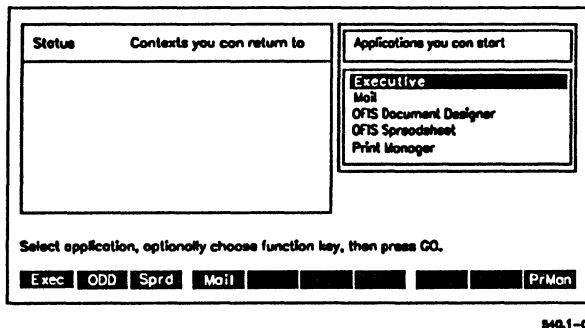 Status Contexts you can return to
Applications you can start
Executive
Mail
OFIS Document Designer
OFIS Spreadsheet
Print Manager
Select application, optionally choose function key, then press GO.
Exec ODD Sprd Mail PrMan